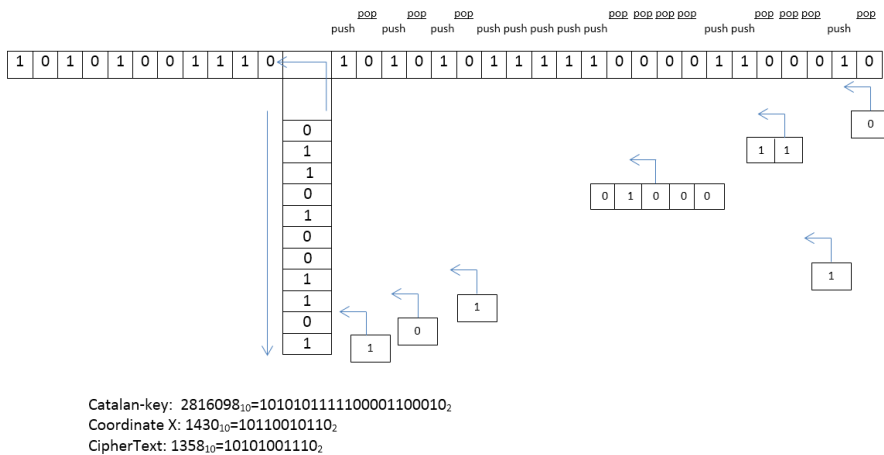 pop pop pop pop pop pop pop pop pop pop pop
push push push push push push push push push push push
1 0 1 0 1 0 0 1 1 1 0 1 0 1 0 1 0 1 1 1 1 1 0 0 0 0 1 1 0 0 0 1 0
0
0
1
1 1
1
0
0 1 0 0 0
1
0
0
1
1
1
1
0
0
1
1
Catalan-key: 2816098₁₀=1010101111100001100010₂
Coordinate X: 1430₁₀=10110010110₂
CipherText: 1358₁₀=10101001110₂